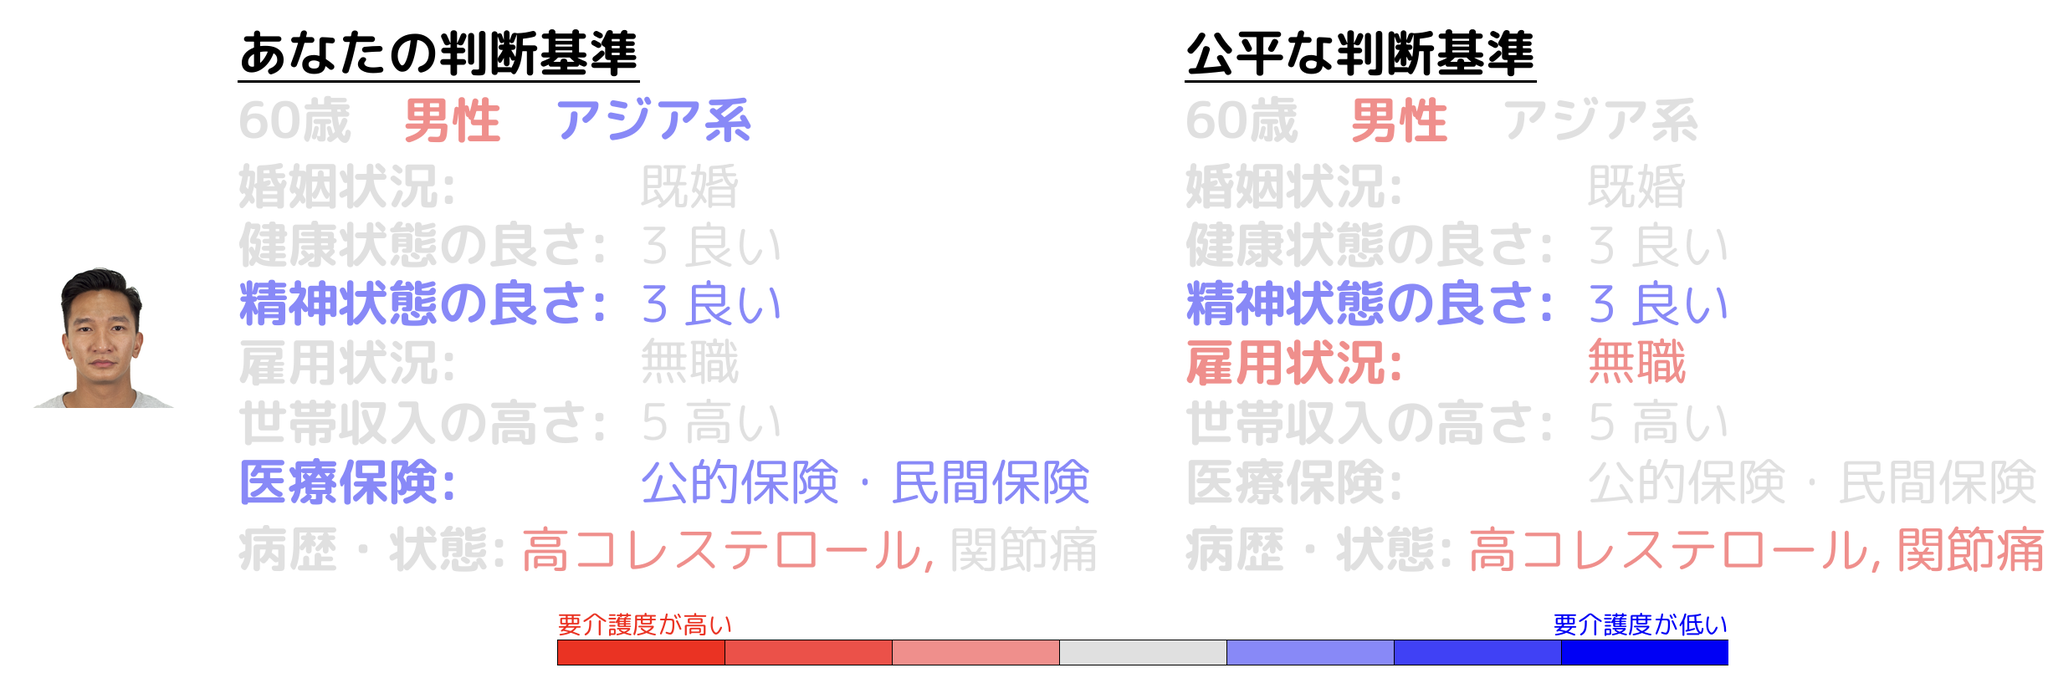 あなたの判断基準
60歳 男性 アジア系
婚姻状況: 既婚
健康状態の良さ: 3 良い
精神状態の良さ: 3 良い
雇用状況: 無職
世帯収入の高さ: 5 高い
医療保険: 公的保険・民間保険
病歴・状態: 高コレステロール, 関節痛
公平な判断基準
60歳 男性 アジア系
婚姻状況: 既婚
健康状態の良さ: 3 良い
精神状態の良さ: 3 良い
雇用状況: 無職
世帯収入の高さ: 5 高い
医療保険: 公的保険・民間保険
病歴・状態: 高コレステロール, 関節痛
要介護度が高い
要介護度が低い